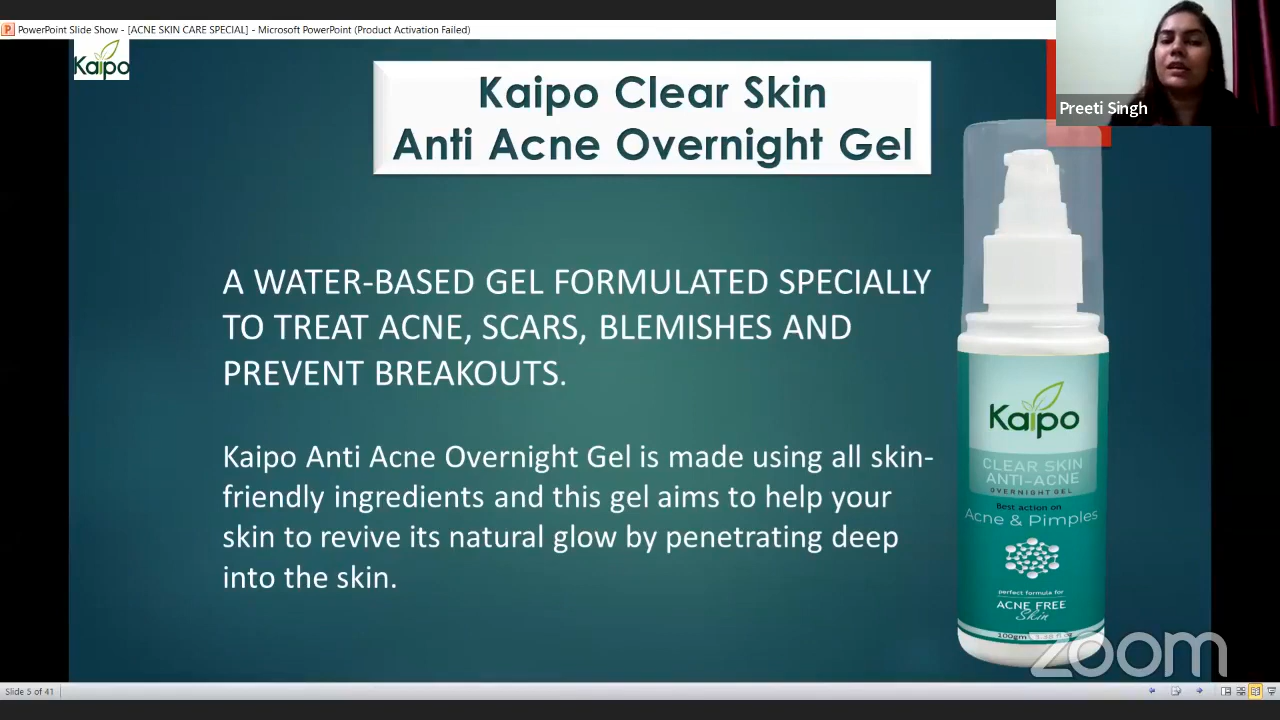 PowerPoint Slide Show - [ACNE SKIN CARE SPECIAL] - Microsoft PowerPoint (Product Activation Failed)
Kaipo
Preeti Singh
Kaipo Clear Skin
Anti Acne Overnight Gel
A WATER-BASED GEL FORMULATED SPECIALLY
TO TREAT ACNE, SCARS, BLEMISHES AND
PREVENT BREAKOUTS.
Kaipo Anti Acne Overnight Gel is made using all skin-
friendly ingredients and this gel aims to help your
skin to revive its natural glow by penetrating deep
into the skin.
Kaipo
CLEAR SKIN
ANTI-ACNE
OVERNIGHT GEL
Best action on
Acne & Pimples
perfect formula for
ACNE FREE
Skin
100gm
zoom
Slide 5 of 41